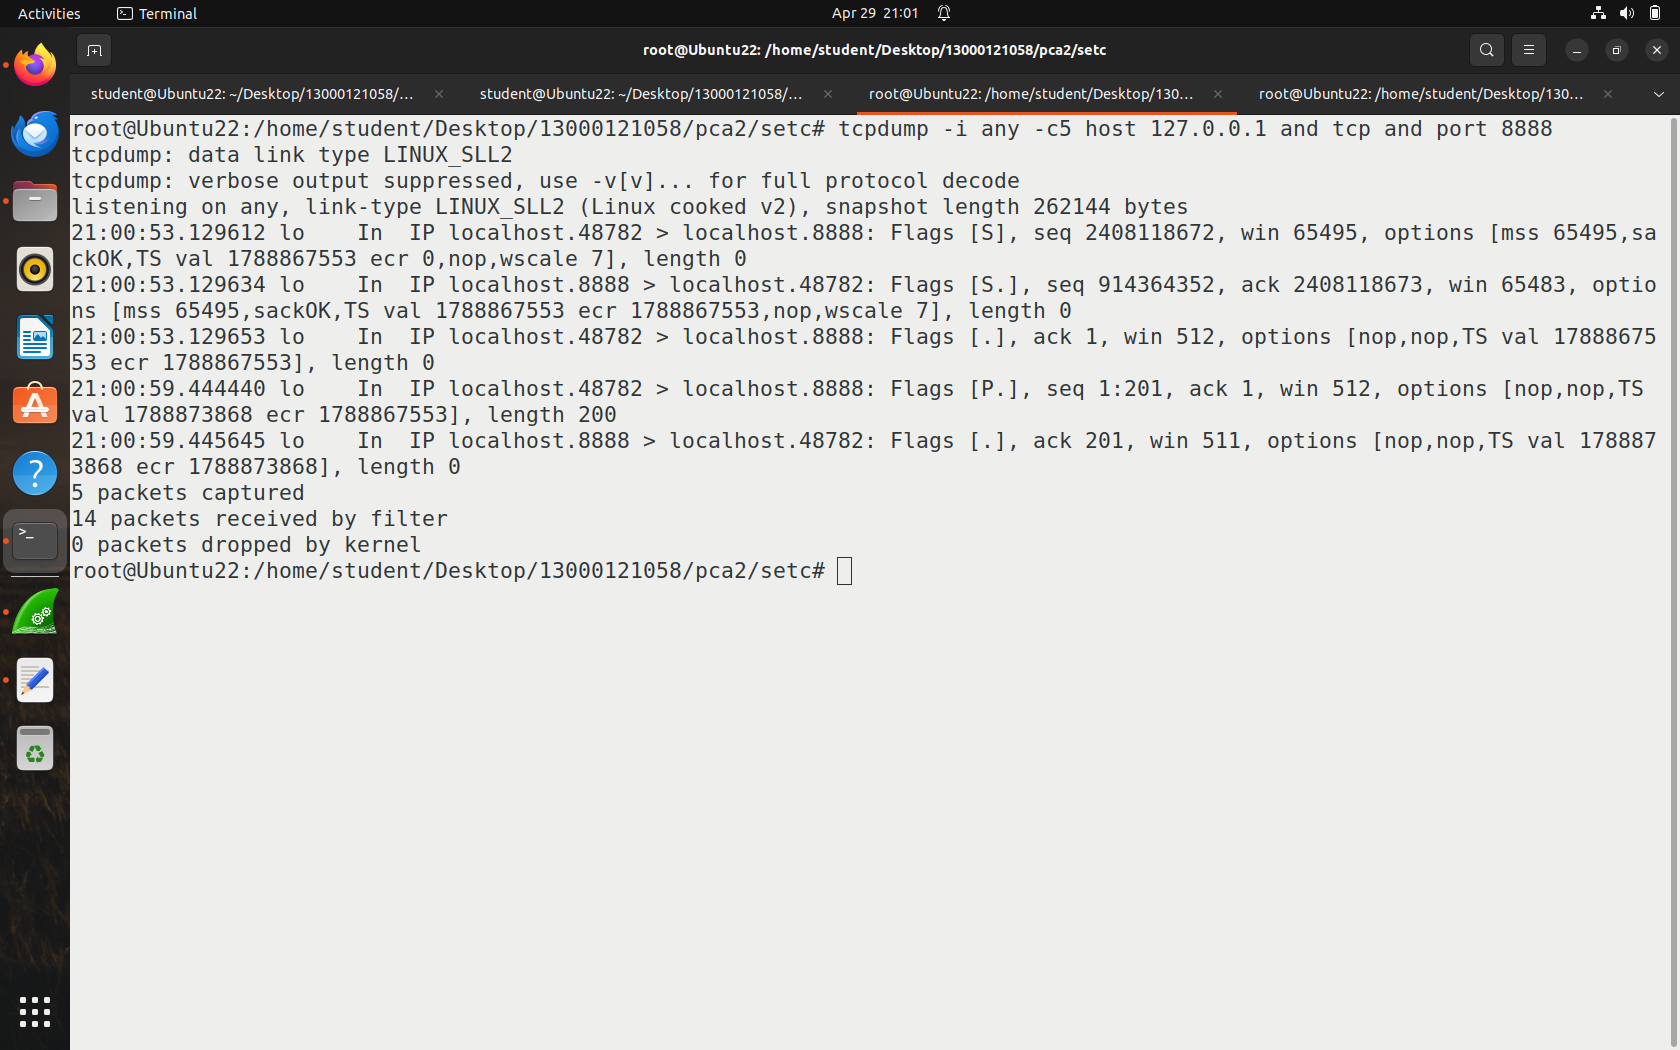 Activities Terminal Apr 29 21:01
root@Ubuntu22: /home/student/Desktop/13000121058/pca2/setc
student@Ubuntu22: ~/Desktop/13000121058/... student@Ubuntu22: ~/Desktop/13000121058/... root@Ubuntu22: /home/student/Desktop/130... root@Ubuntu22: /home/student/Desktop/130...
root@Ubuntu22:/home/student/Desktop/13000121058/pca2/setc# tcpdump -i any -c5 host 127.0.0.1 and tcp and port 8888
tcpdump: data link type LINUX_SLL2
tcpdump: verbose output suppressed, use -v[v]... for full protocol decode
listening on any, link-type LINUX_SLL2 (Linux cooked v2), snapshot length 262144 bytes
21:00:53.129612 lo    In  IP localhost.48782 > localhost.8888: Flags [S], seq 2408118672, win 65495, options [mss 65495,sa
ckOK,TS val 1788867553 ecr 0,nop,wscale 7], length 0
21:00:53.129634 lo    In  IP localhost.8888 > localhost.48782: Flags [S.], seq 914364352, ack 2408118673, win 65483, optio
ns [mss 65495,sackOK,TS val 1788867553 ecr 1788867553,nop,wscale 7], length 0
21:00:53.129653 lo    In  IP localhost.48782 > localhost.8888: Flags [.], ack 1, win 512, options [nop,nop,TS val 17888675
53 ecr 1788867553], length 0
21:00:59.444440 lo    In  IP localhost.48782 > localhost.8888: Flags [P.], seq 1:201, ack 1, win 512, options [nop,nop,TS
val 1788873868 ecr 1788867553], length 200
21:00:59.445645 lo    In  IP localhost.8888 > localhost.48782: Flags [.], ack 201, win 511, options [nop,nop,TS val 178887
3868 ecr 1788873868], length 0
5 packets captured
14 packets received by filter
0 packets dropped by kernel
root@Ubuntu22:/home/student/Desktop/13000121058/pca2/setc#